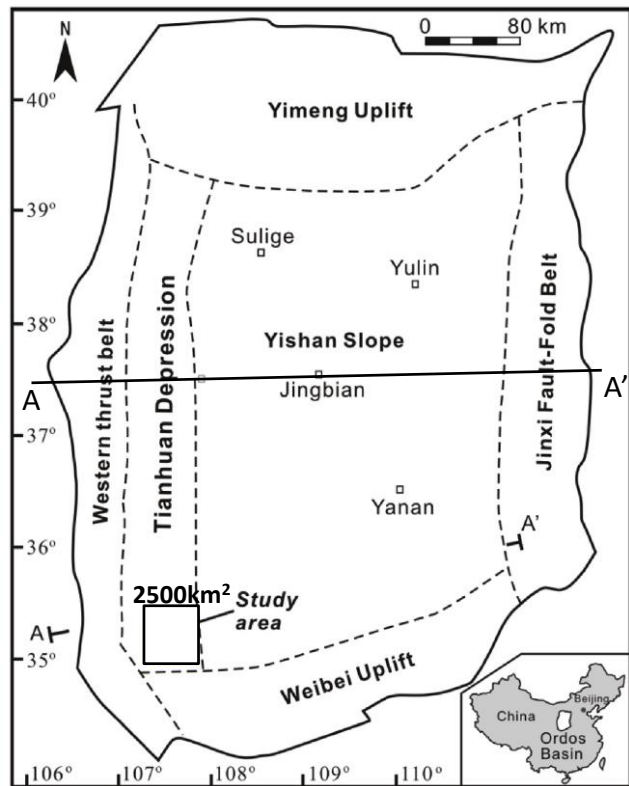 N
0 80 km
40°
Yimeng Uplift
39°
Sulige
Yulin
38°
Western thrust belt
Tianhuan Depression
Yishan Slope
Jinxi Fault-Fold Belt
A
A'
Jingbian
37°
Yanan
36°
A'
2500km²
Study
area
A
35°
Weibei Uplift
Beijing
China
Ordos
Basin
106° 107° 108° 109° 110°